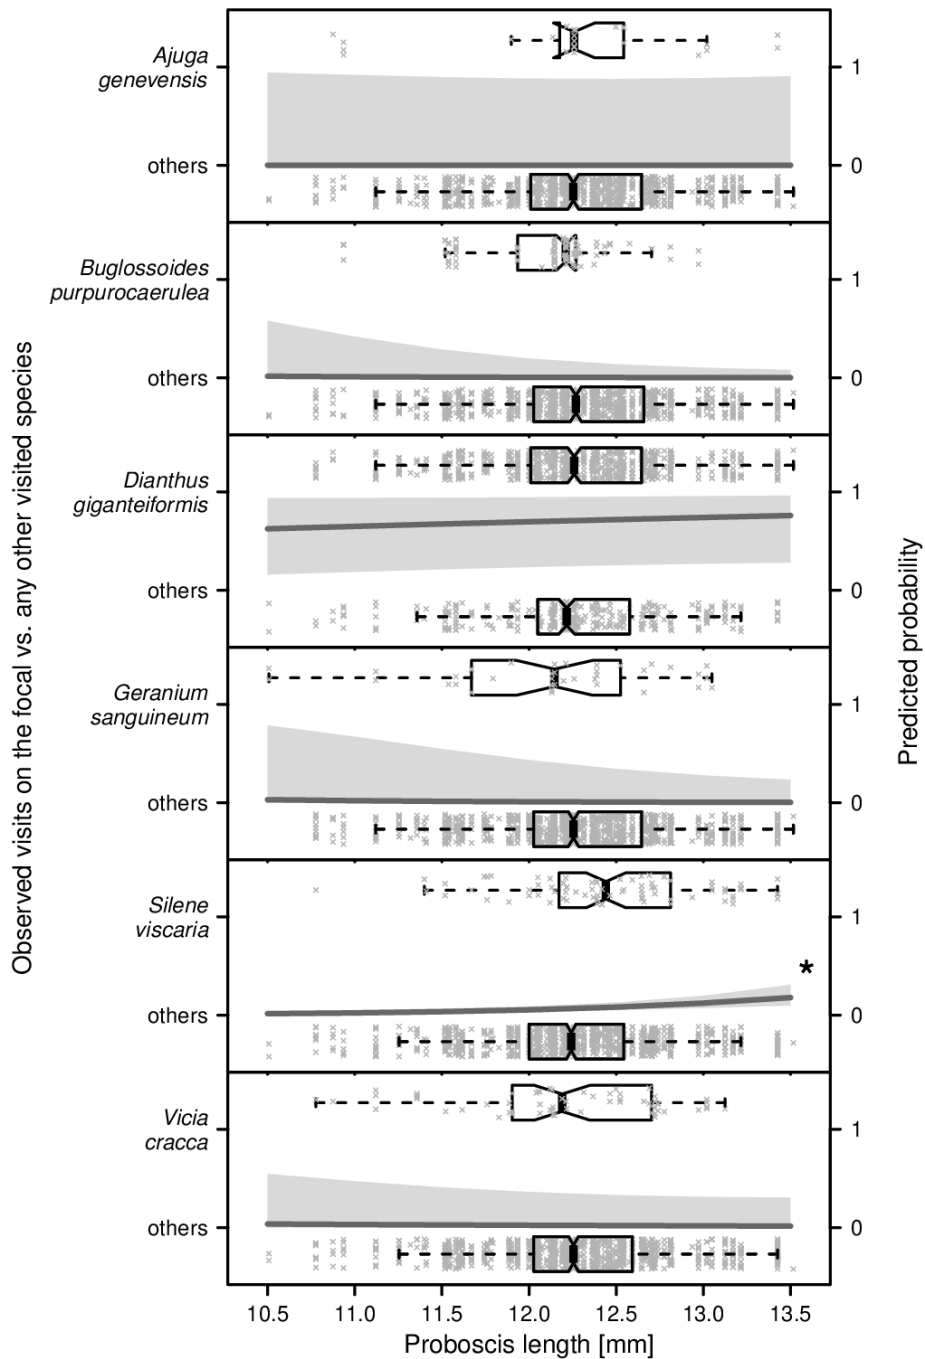 Observed visits on the focal vs. any other visited species
Ajuga
genevensis
1
others
0
Buglossoides
purpurocaerulea
1
others
0
Dianthus
giganteiformis
1
others
0
Geranium
sanguineum
1
others
0
Silene
viscaria
1
*
others
0
Vicia
cracca
1
others
0
Predicted probability
10.5 11.0 11.5 12.0 12.5 13.0 13.5
Proboscis length [mm]